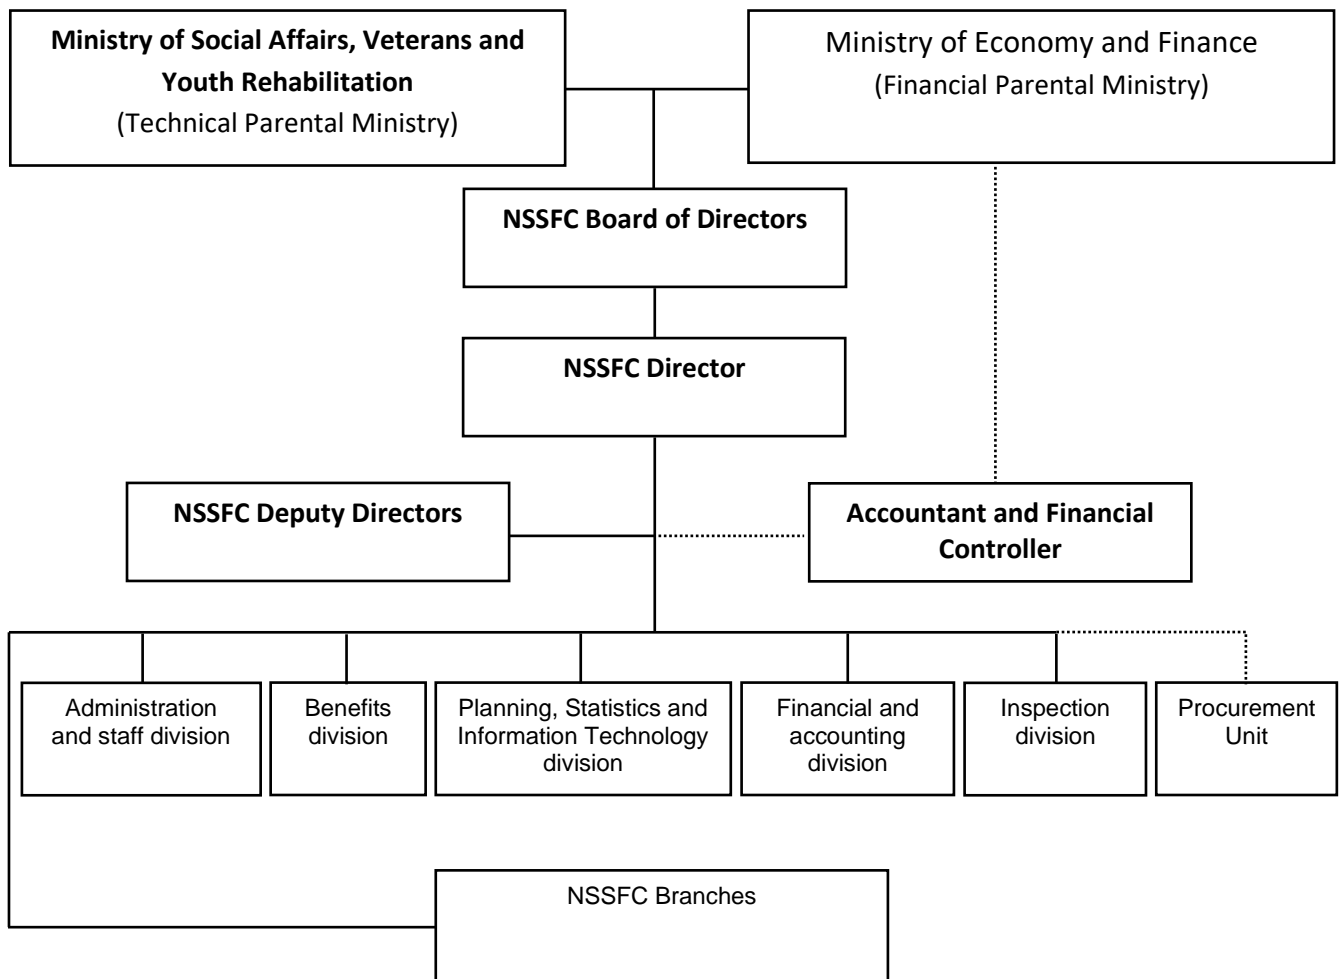 Ministry of Social Affairs, Veterans and
Youth Rehabilitation
(Technical Parental Ministry)
Ministry of Economy and Finance
(Financial Parental Ministry)
NSSFC Board of Directors
NSSFC Director
NSSFC Deputy Directors
Accountant and Financial
Controller
Administration
and staff division
Benefits
division
Planning, Statistics and
Information Technology
division
Financial and
accounting
division
Inspection
division
Procurement
Unit
NSSFC Branches